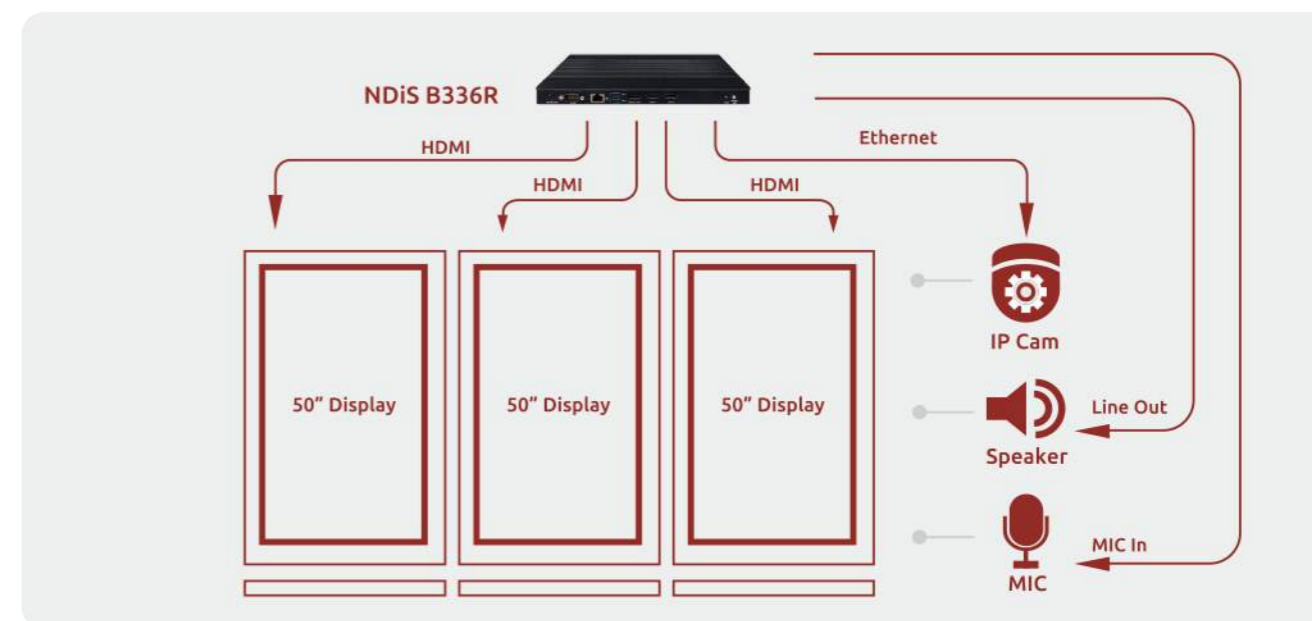 NDiS B336R
HDMI
HDMI
HDMI
Ethernet
50” Display
50” Display
50” Display
IP Cam
Speaker
Line Out
MIC
MIC In